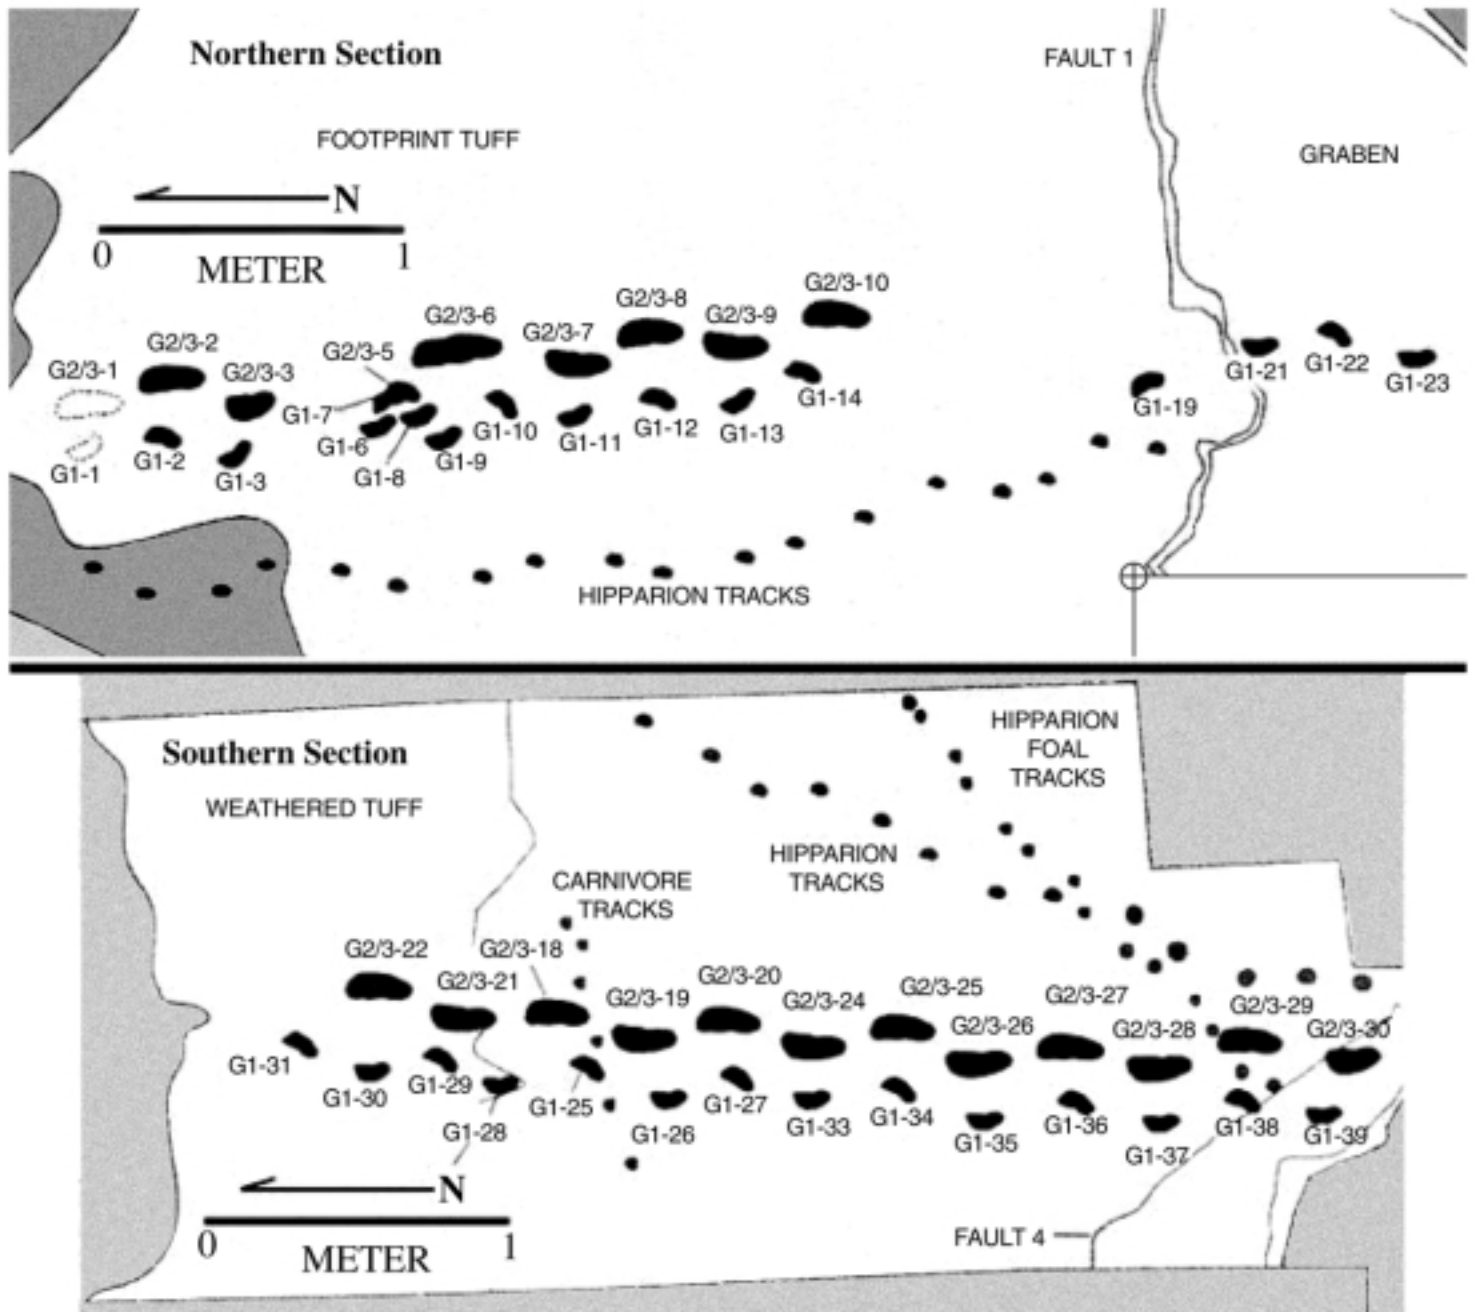 Northern Section
FAULT 1
FOOTPRINT TUFF
GRABEN
N
0 1
METER
G2/3-10
G2/3-8
G2/3-6
G2/3-9
G2/3-7
G2/3-2
G2/3-5
G2/3-1
G2/3-3
G1-21
G1-22
G1-23
G1-14
G1-19
G1-7
G1-6
G1-10
G1-11
G1-12
G1-13
G1-1
G1-2
G1-3
G1-8
G1-9
HIPPARION TRACKS
Southern Section
WEATHERED TUFF
HIPPARION
FOAL
TRACKS
HIPPARION
TRACKS
CARNIVORE
TRACKS
G2/3-22
G2/3-18
G2/3-21
G2/3-20
G2/3-19
G2/3-24
G2/3-25
G2/3-27
G2/3-26
G2/3-28
G2/3-29
G2/3-30
G1-31
G1-30
G1-29
G1-28
G1-25
G1-26
G1-27
G1-33
G1-34
G1-35
G1-36
G1-37
G1-38
G1-39
N
0 1
METER
FAULT 4